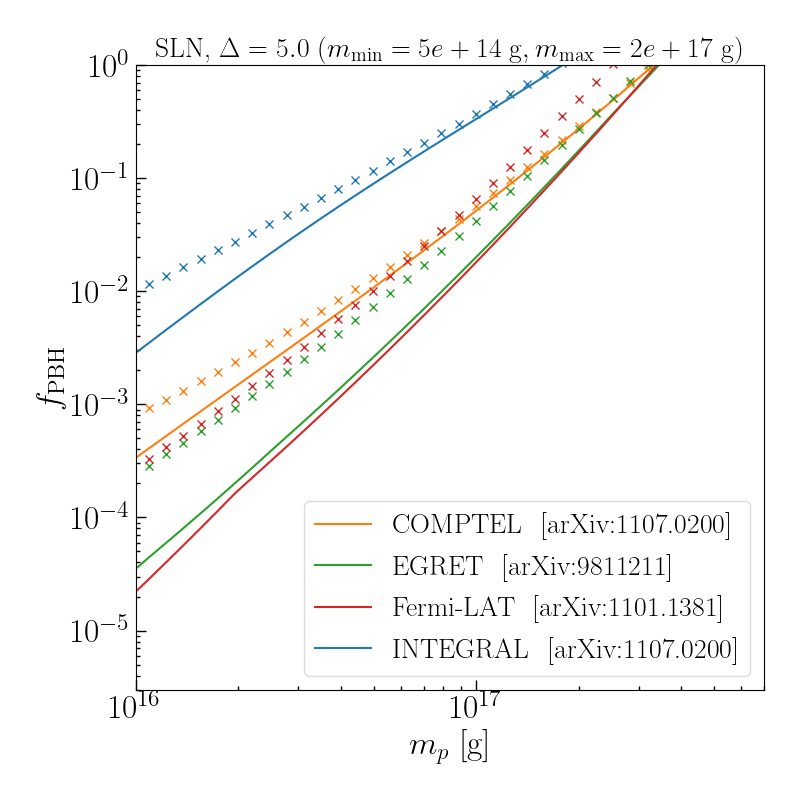 SLN, Δ = 5.0 (m_min = 5e + 14 g, m_max = 2e + 17 g)
10^0
10^−1
10^−2
10^−3
10^−4
10^−5
f_PBH
COMPTEL [arXiv:1107.0200]
EGRET [arXiv:9811211]
Fermi-LAT [arXiv:1101.1381]
INTEGRAL [arXiv:1107.0200]
10^16
10^17
m_p [g]